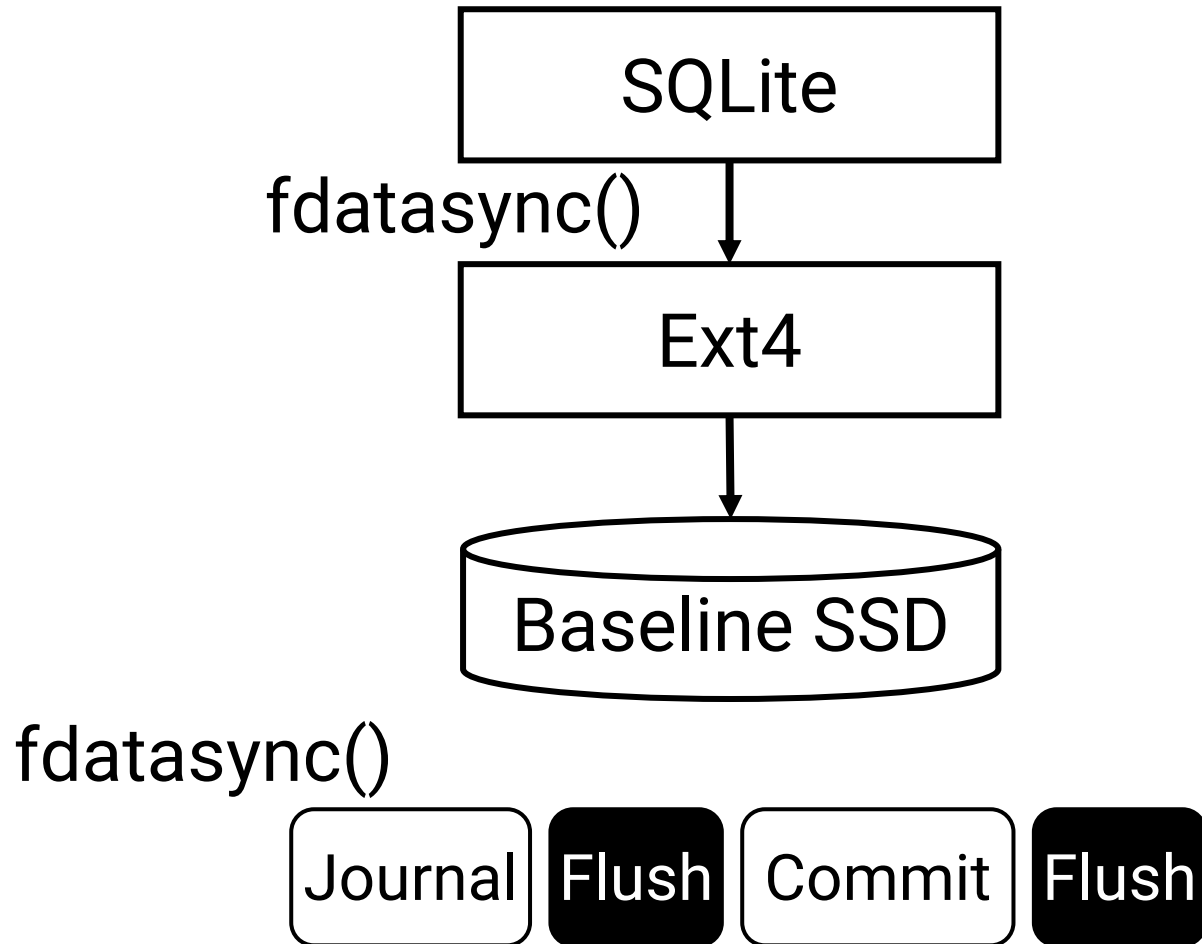 SQLite
fdatasync()
Ext4
Baseline SSD
fdatasync()
Journal Flush Commit Flush